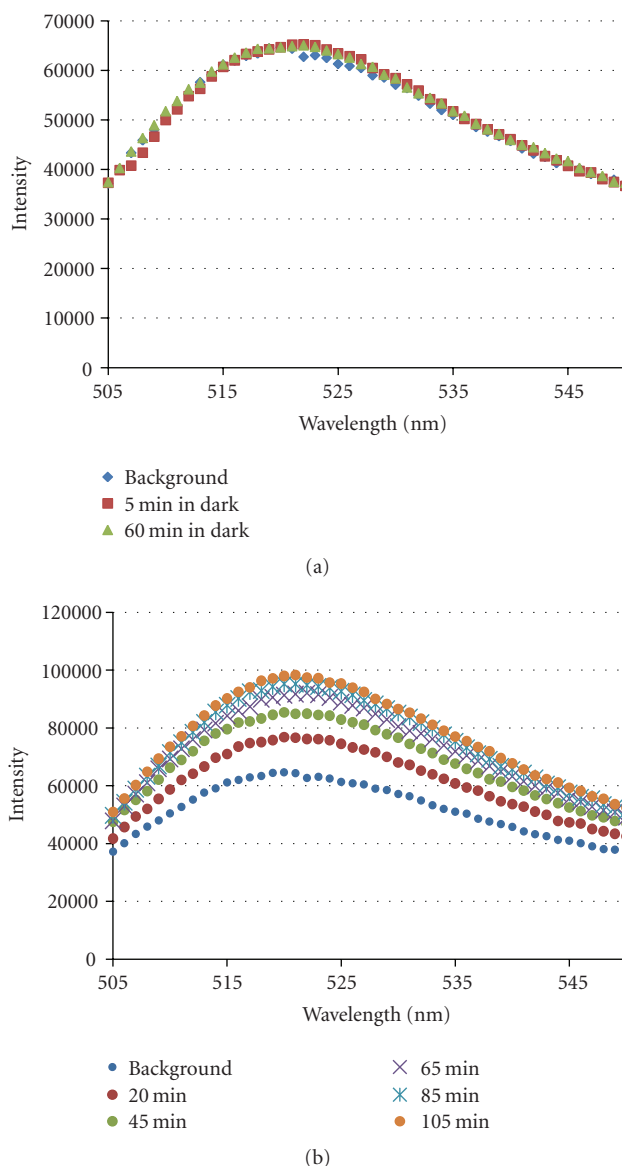 70000
60000
50000
40000
30000
20000
10000
0
Intensity
505 515 525 535 545
Wavelength (nm)
Background
5 min in dark
60 min in dark
(a)
120000
100000
80000
60000
40000
20000
0
Intensity
505 515 525 535 545
Wavelength (nm)
Background
20 min
45 min
65 min
85 min
105 min
(b)